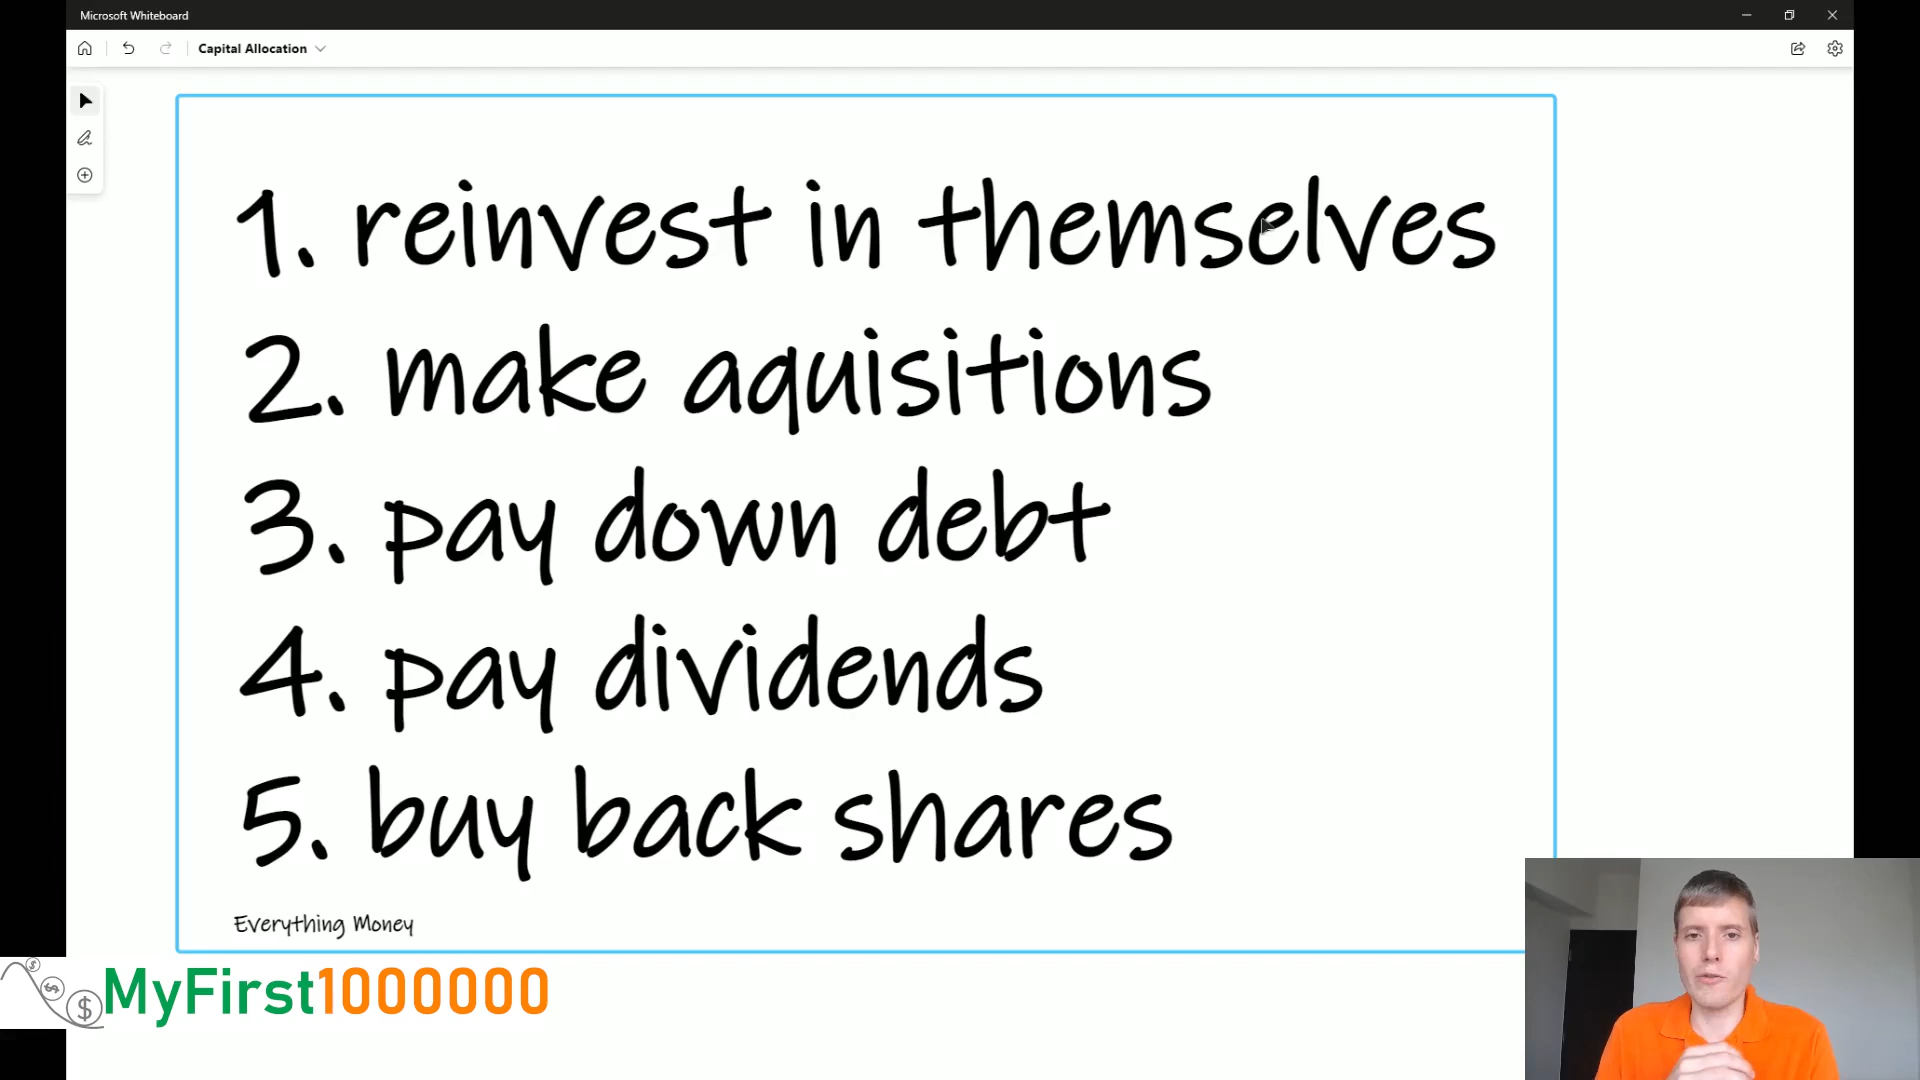 Microsoft Whiteboard
Capital Allocation
1. reinvest in themselves
2. make aquisitions
3. pay down debt
4. pay dividends
5. buy back shares
Everything Money
$ $ $ MyFirst1000000